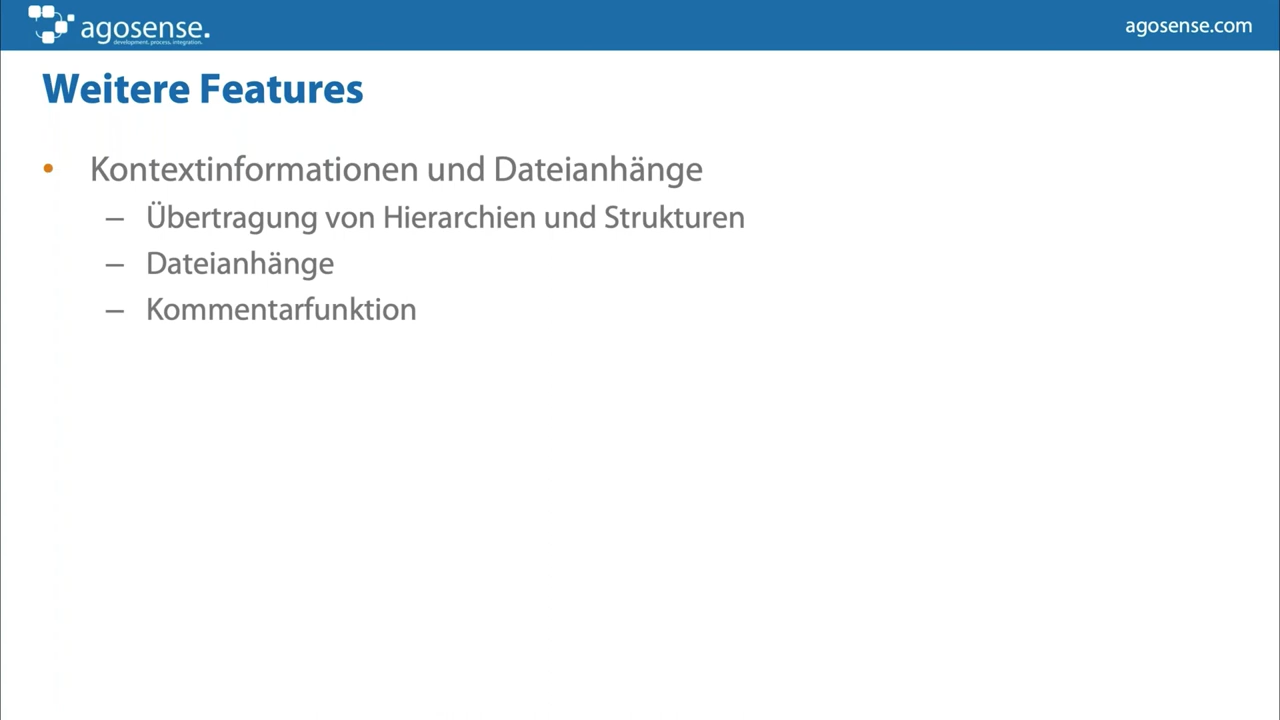 agosense.
development. process. integration.
agosense.com
Weitere Features
• Kontextinformationen und Dateianhänge
– Übertragung von Hierarchien und Strukturen
– Dateianhänge
– Kommentarfunktion